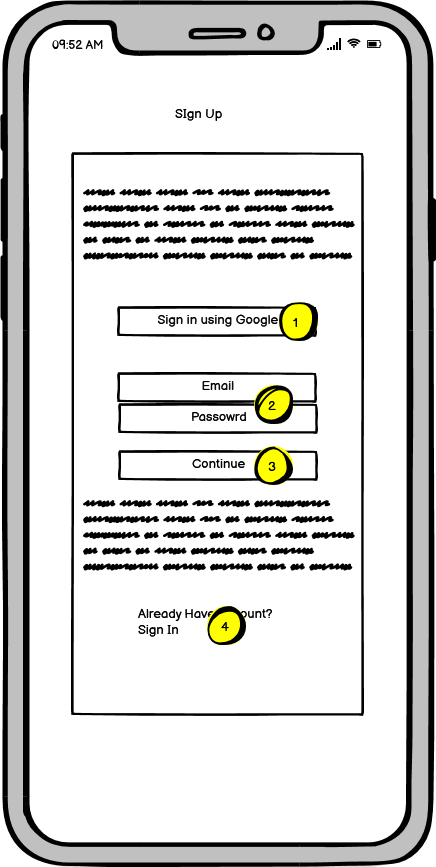 09:52 AM
SIgn Up
Sign in using Google
1
Email
2
Passowrd
Continue
3
Already Have ount?
4
Sign In